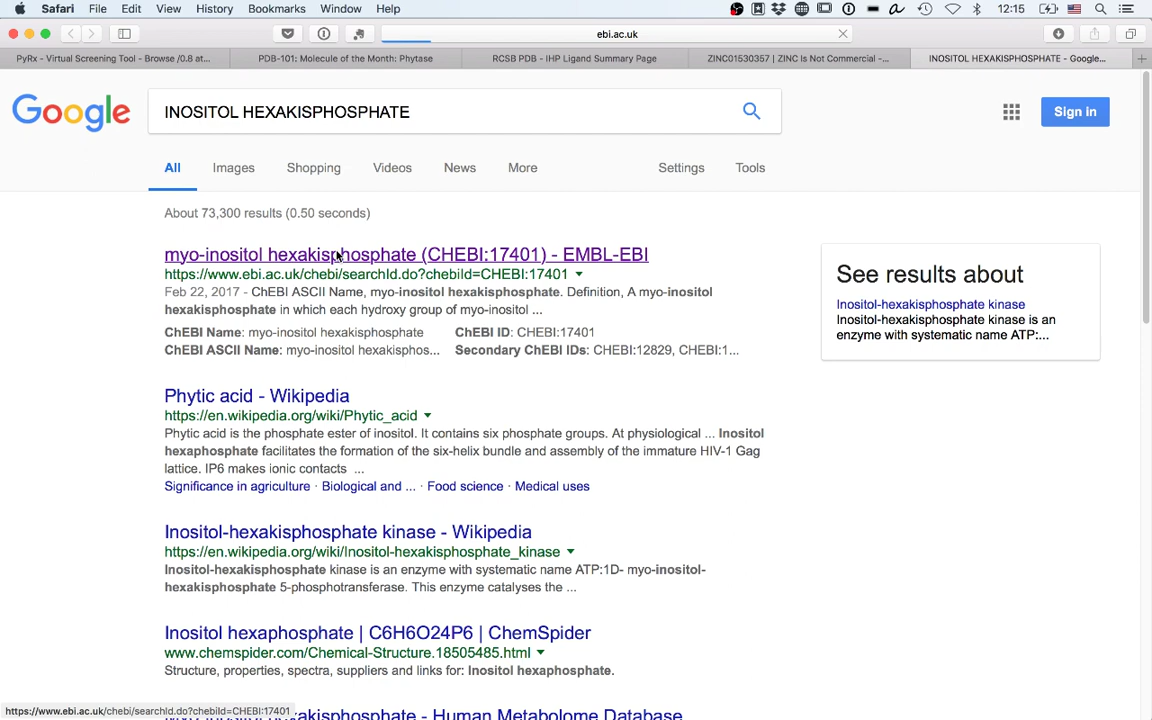 Safari File Edit View History Bookmarks Window Help 12:15
ebi.ac.uk
PyRx - Virtual Screening Tool - Browse /0.8 at... PDB-101: Molecule of the Month: Phytase RCSB PDB - IHP Ligand Summary Page ZINC01530357 | ZINC Is Not Commercial -... INOSITOL HEXAKISPHOSPHATE - Google...
Google INOSITOL HEXAKISPHOSPHATE Sign in
All Images Shopping Videos News More Settings Tools
About 73,300 results (0.50 seconds)
myo-inositol hexakisphosphate (CHEBI:17401) - EMBL-EBI
https://www.ebi.ac.uk/chebi/searchId.do?chebiId=CHEBI:17401
Feb 22, 2017 - ChEBI ASCII Name, myo-inositol hexakisphosphate. Definition, A myo-inositol
hexakisphosphate in which each hydroxy group of myo-inositol ...
ChEBI Name: myo-inositol hexakisphosphate ChEBI ID: CHEBI:17401
ChEBI ASCII Name: myo-inositol hexakisphos... Secondary ChEBI IDs: CHEBI:12829, CHEBI:1...
See results about
Inositol-hexakisphosphate kinase
Inositol-hexakisphosphate kinase is an
enzyme with systematic name ATP:...
Phytic acid - Wikipedia
https://en.wikipedia.org/wiki/Phytic_acid
Phytic acid is the phosphate ester of inositol. It contains six phosphate groups. At physiological ... Inositol
hexaphosphate facilitates the formation of the six-helix bundle and assembly of the immature HIV-1 Gag
lattice. IP6 makes ionic contacts ...
Significance in agriculture · Biological and ... · Food science · Medical uses
Inositol-hexakisphosphate kinase - Wikipedia
https://en.wikipedia.org/wiki/Inositol-hexakisphosphate_kinase
Inositol-hexakisphosphate kinase is an enzyme with systematic name ATP:1D- myo-inositol-
hexakisphosphate 5-phosphotransferase. This enzyme catalyses the ...
Inositol hexaphosphate | C6H6O24P6 | ChemSpider
www.chemspider.com/Chemical-Structure.18505485.html
Structure, properties, spectra, suppliers and links for: Inositol hexaphosphate.
hexakisphosphate - Human Metabolome Database
https://www.ebi.ac.uk/chebi/searchId.do?chebiId=CHEBI:17401